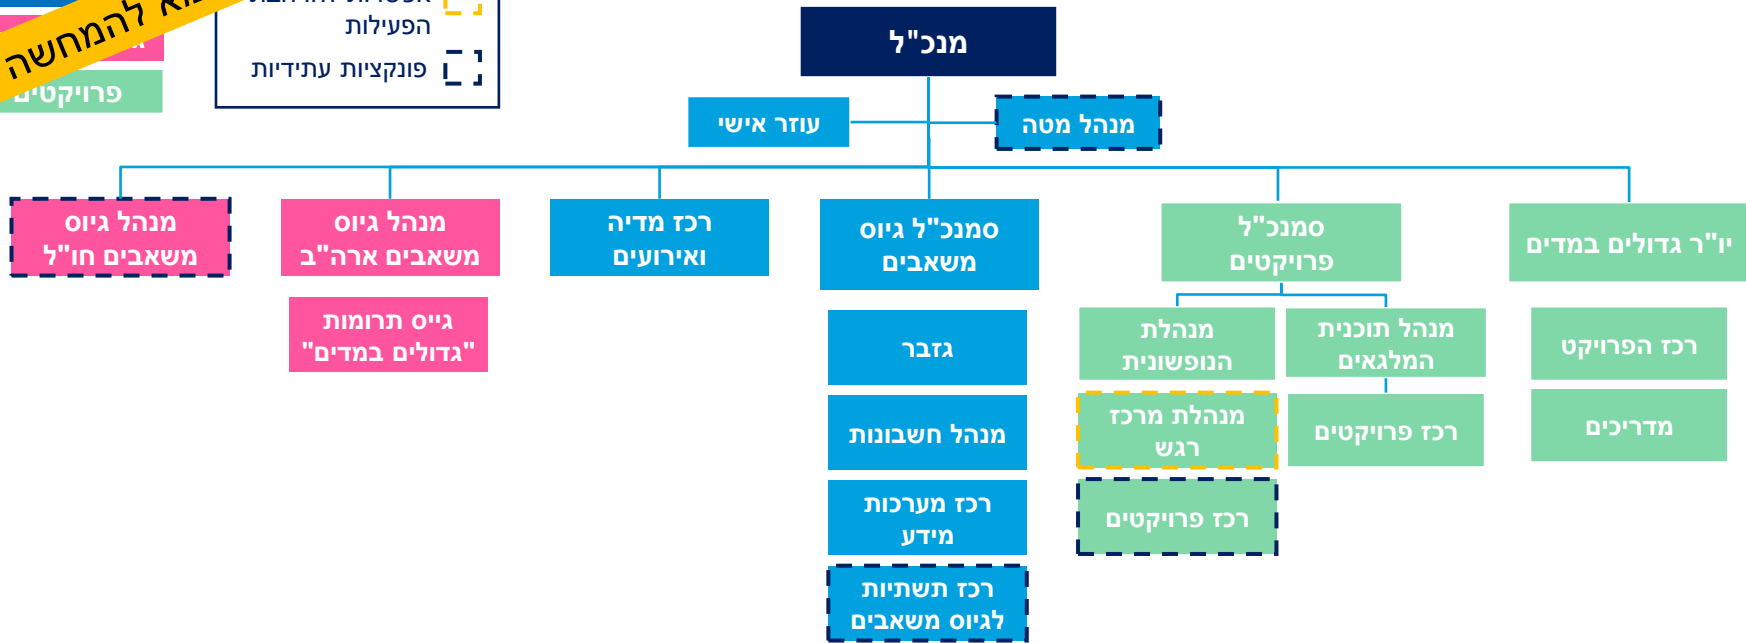 להמחשה
פרויקטים
הפעילות
פונקציות עתידיות
מנכ"ל
עוזר אישי
מנהל מטה
יו"ר גדולים במדים
סמנכ"ל
פרויקטים
סמנכ"ל גיוס
משאבים
רכז מדיה
ואירועים
מנהל גיוס
משאבים ארה"ב
מנהל גיוס
משאבים חו"ל
רכז הפרויקט
מדריכים
מנהל תוכנית
המלגאים
רכז פרויקטים
מנהלת
הנופשונית
מנהלת מרכז
רגש
רכז פרויקטים
גזבר
מנהל חשבונות
רכז מערכות
מידע
רכז תשתיות
לגיוס משאבים
גייס תרומות
"גדולים במדים"